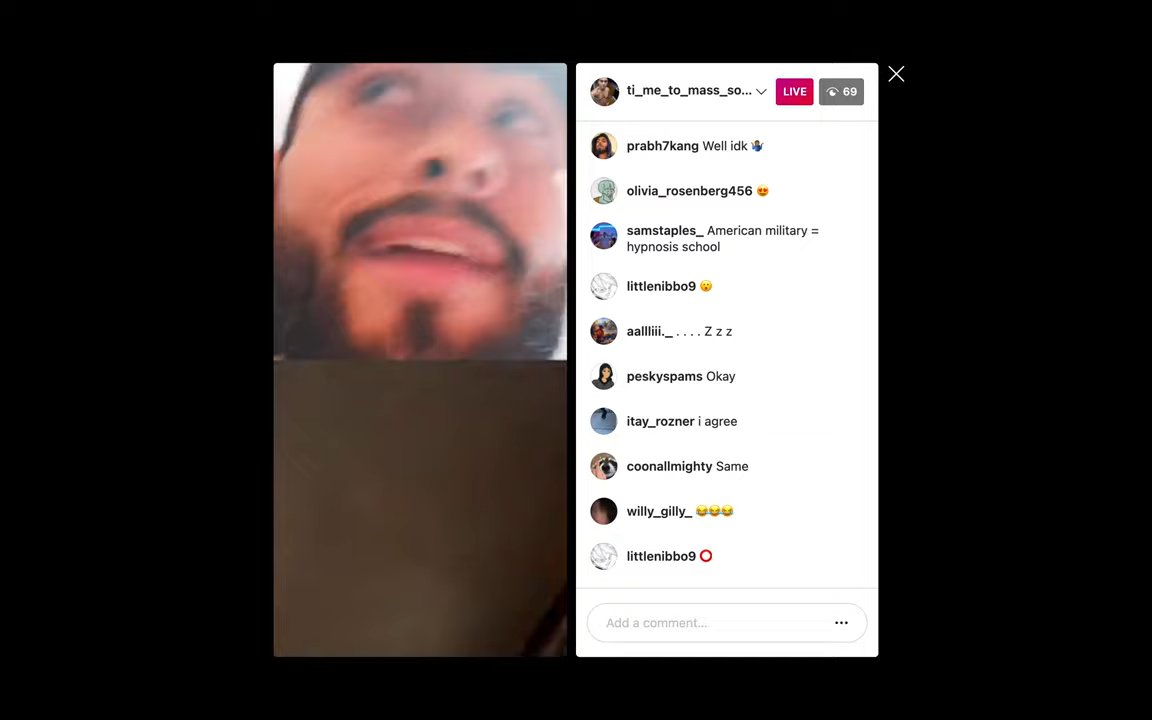 ti_me_to_mass_so... LIVE 69
prabh7kang Well idk 🤷🏾‍♂️
olivia_rosenberg456 😍
samstaples_ American military =
hypnosis school
littlenibbo9 😮
aallliii._ . . . . Z z z
peskyspams Okay
itay_rozner i agree
coonallmighty Same
willy_gilly_ 😂😂😂
littlenibbo9 ⭕
Add a comment...